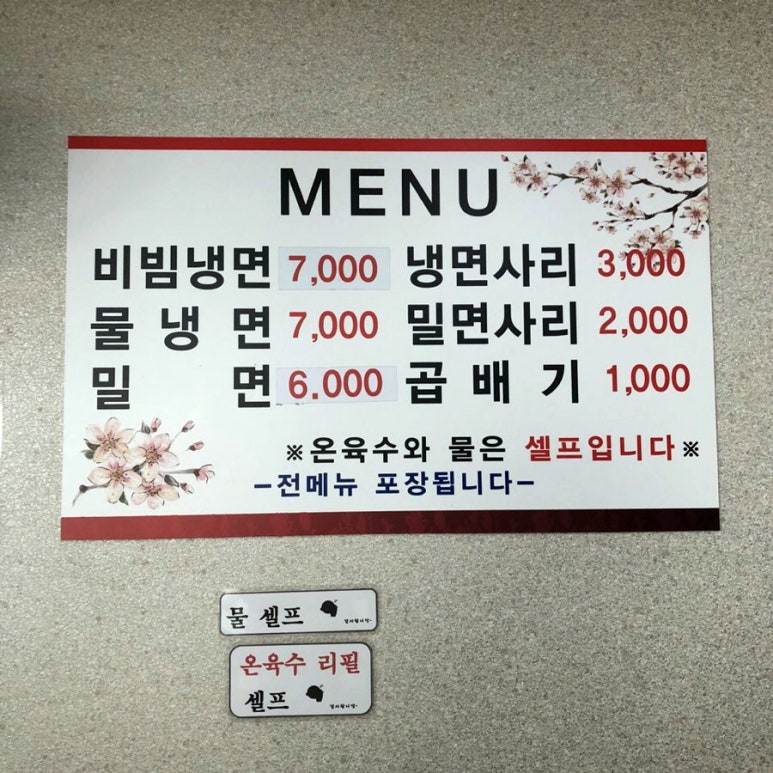 MENU
비빔냉면 7,000 냉면사리 3,000
물 냉 면 7,000 밀면사리 2,000
밀 면 6.000 곱 배 기 1,000
※온육수와 물은 셀프입니다※
-전메뉴 포장됩니다-
물 셀프
온육수 리필
셀프